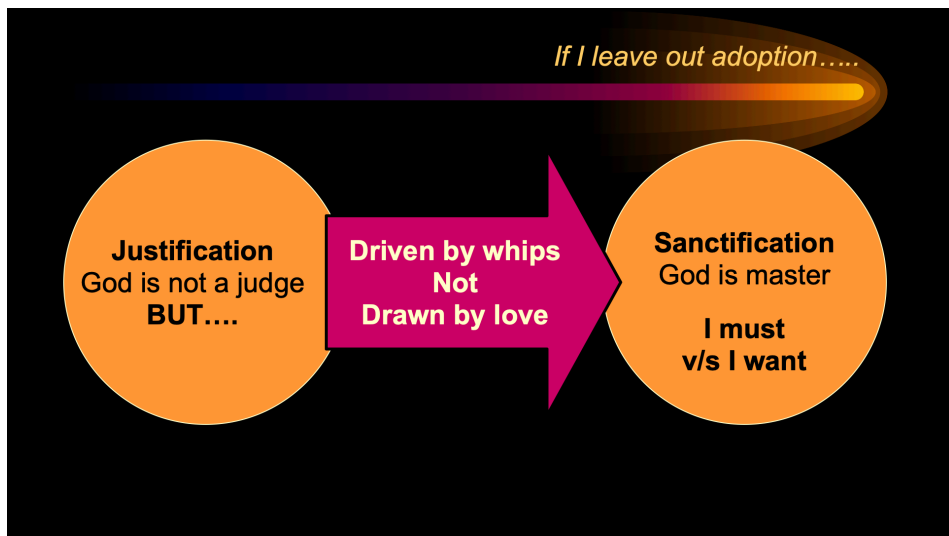 If I leave out adoption…..
Justification
God is not a judge
BUT….
Driven by whips
Not
Drawn by love
Sanctification
God is master
I must
v/s I want